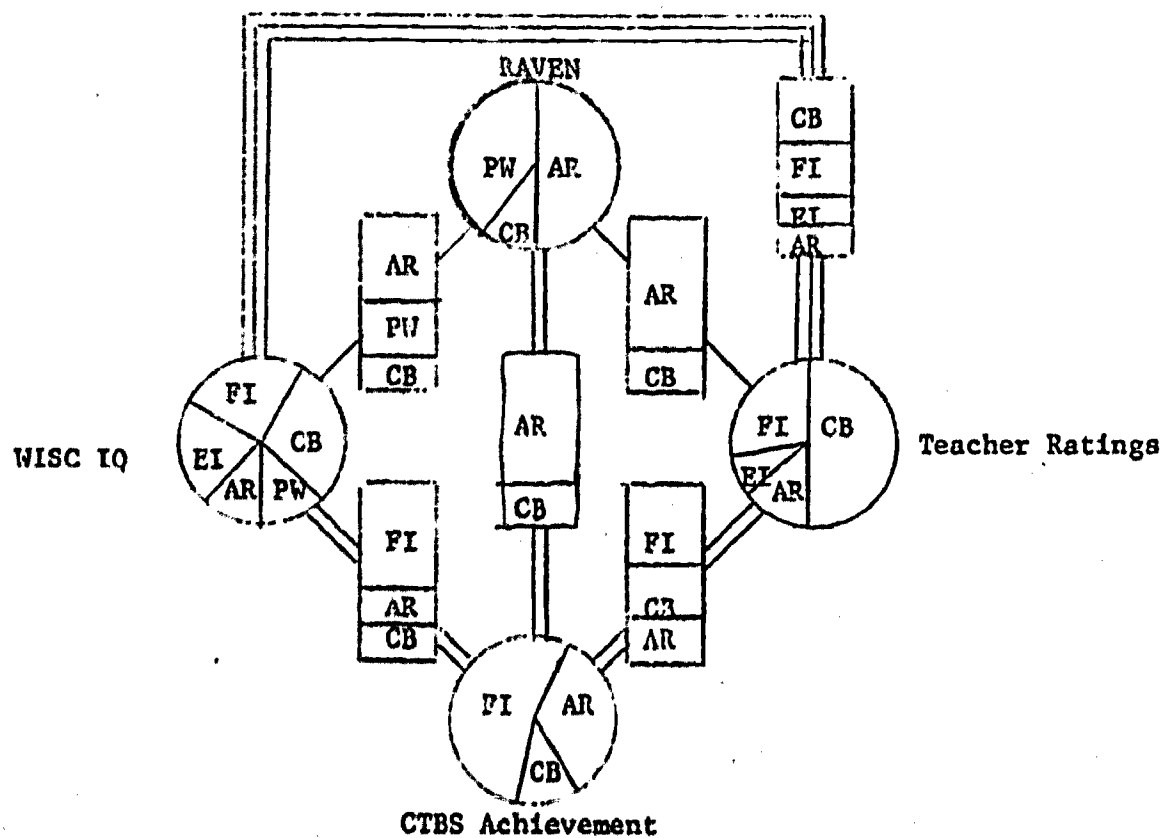 RAVEN
CB
FI
EI
AR
PW AR
CB
AR
PW
CB
AR
CB
AR
CB
FI
EI
CB
AR PW
WISC IQ
FI CB
EI
AR
Teacher Ratings
FI
AR
CB
FI
CB
AR
FI AR
CB
CTBS Achievement